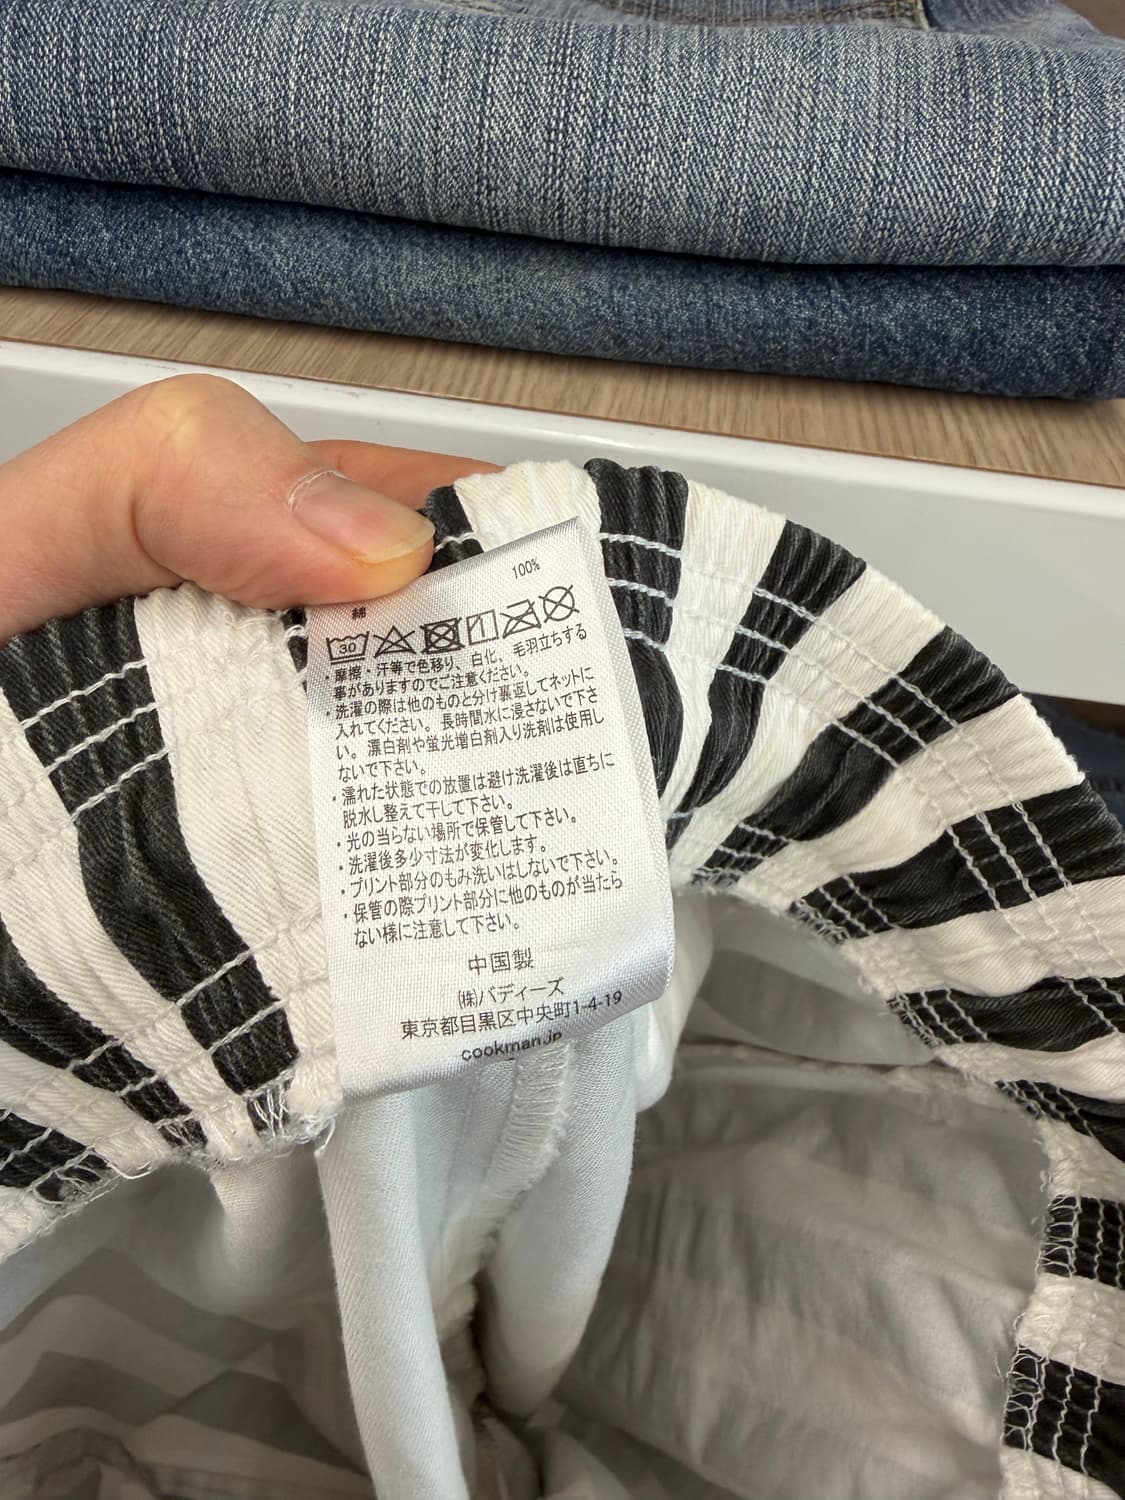 綿 100%
30
・摩擦・汗等で色移り、白化、毛羽立ちする
事がありますのでご注意ください。
・洗濯の際は他のものと分け裏返してネットに
入れてください。長時間水に浸さないで下さ
い。漂白剤や蛍光増白剤入り洗剤は使用し
ないで下さい。
・濡れた状態での放置は避け洗濯後は直ちに
脱水し整えて干して下さい。
・光の当らない場所で保管して下さい。
・洗濯後多少寸法が変化します。
・プリント部分のもみ洗いはしないで下さい。
・保管の際プリント部分に他のものが当たら
ない様に注意して下さい。
中国製
㈱バディーズ
東京都目黒区中央町1-4-19
cookman.jp